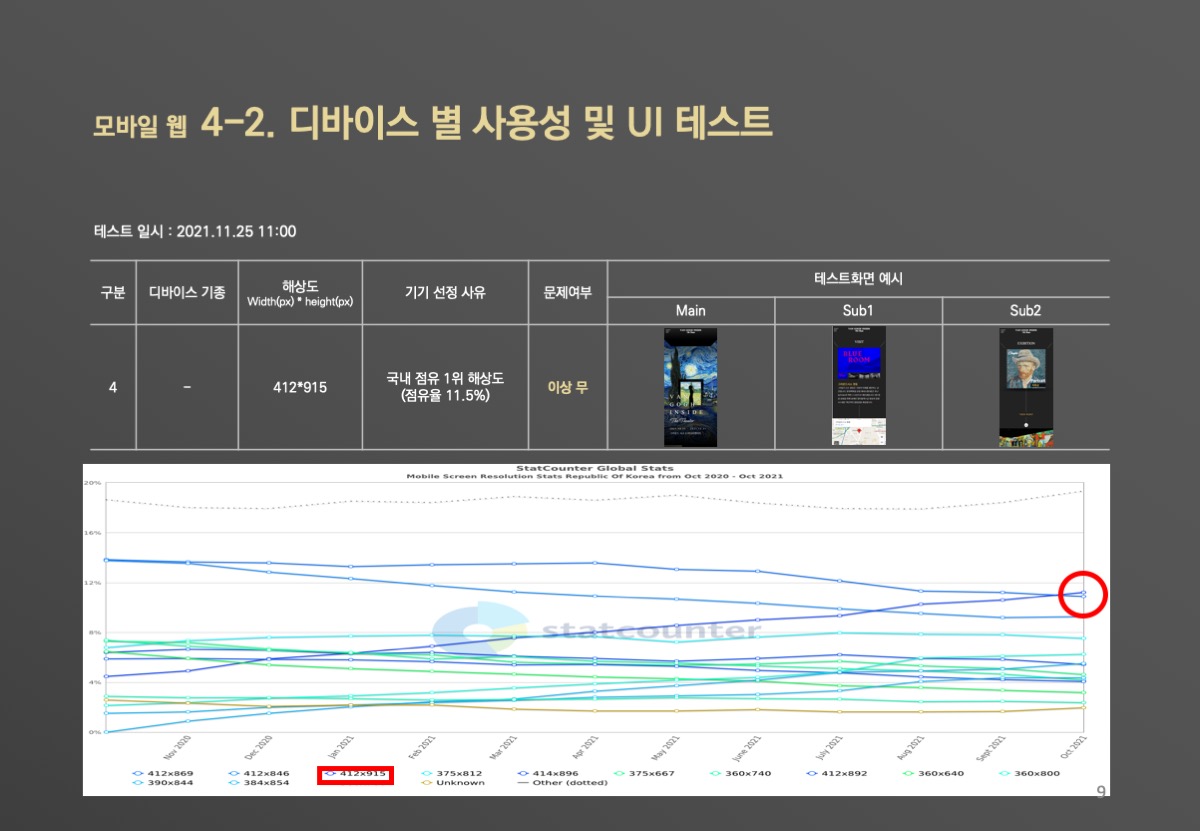 모바일 웹 4-2. 디바이스 별 사용성 및 UI 테스트
테스트 일시 : 2021.11.25 11:00
구분
디바이스 기종
해상도
Width(px) * height(px)
기기 선정 사유
문제여부
테스트화면 예시
Main
Sub1
Sub2
4
-
412*915
국내 점유 1위 해상도
(점유율 11.5%)
이상 무
VAN
GOGH
INSIDE
VISIT
BLUE
ROOM
EXHIBITION
StatCounter Global Stats
Mobile Screen Resolution Stats Republic Of Korea from Oct 2020 - Oct 2021
20%
16%
12%
8%
4%
0%
statcounter
Nov 2020
Dec 2020
Jan 2021
Feb 2021
Mar 2021
Apr 2021
May 2021
June 2021
July 2021
Aug 2021
Sept 2021
Oct 2021
412x869 412x846 412x915 375x812 414x896 375x667 360x740 412x892 360x640 360x800
390x844 384x854 Unknown Other (dotted)
9